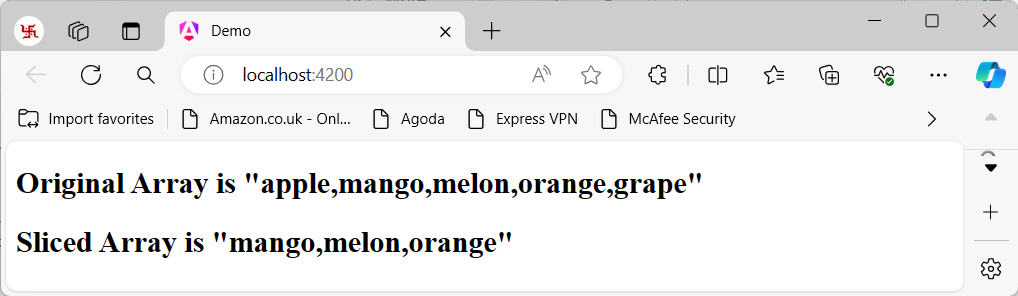 Demo
localhost:4200
Import favorites
Amazon.co.uk - Onl...
Agoda
Express VPN
McAfee Security
Original Array is "apple,mango,melon,orange,grape"
Sliced Array is "mango,melon,orange"